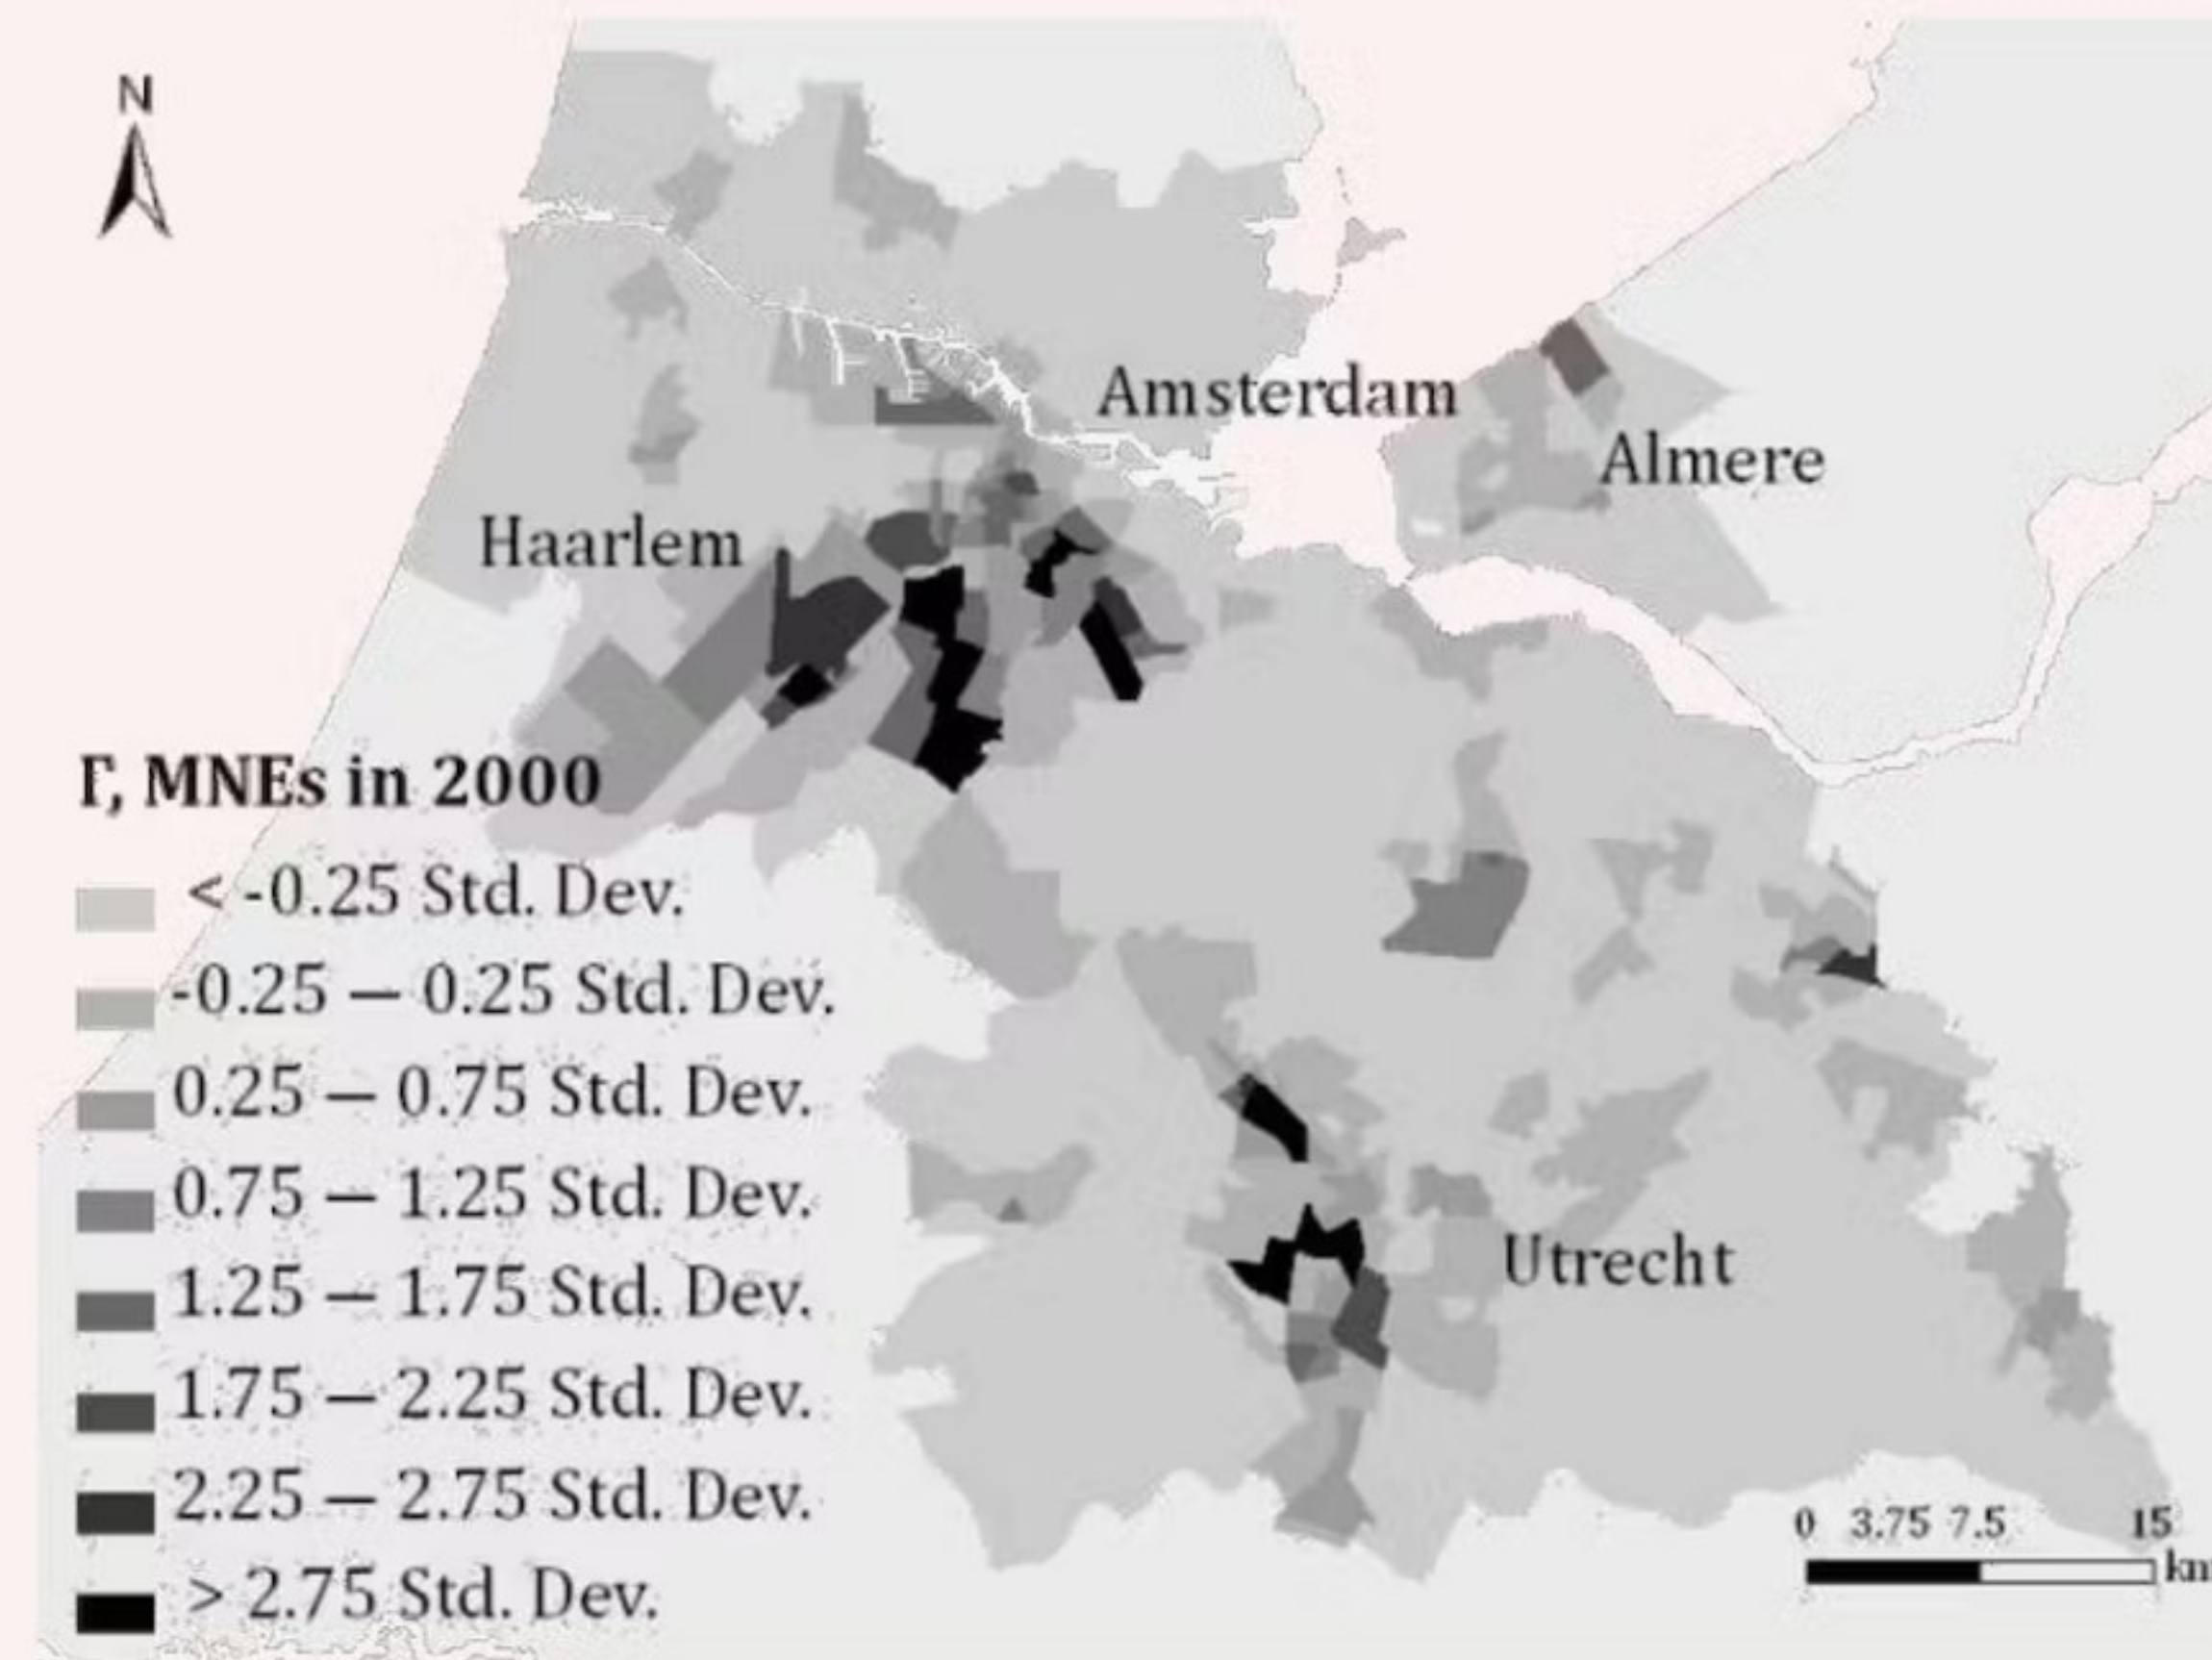 N
Amsterdam
Almere
Haarlem
Γ, MNEs in 2000
< -0.25 Std. Dev.
-0.25 – 0.25 Std. Dev.
0.25 – 0.75 Std. Dev.
0.75 – 1.25 Std. Dev.
1.25 – 1.75 Std. Dev.
1.75 – 2.25 Std. Dev.
2.25 – 2.75 Std. Dev.
> 2.75 Std. Dev.
Utrecht
0 3.75 7.5 15
km